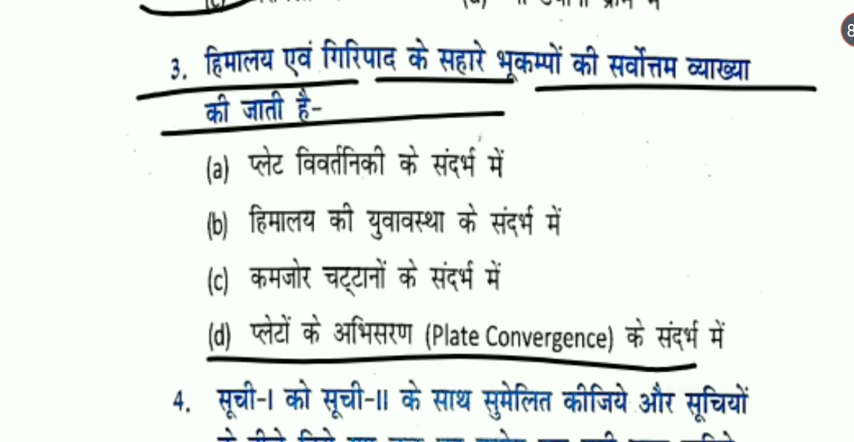 3. हिमालय एवं गिरिपाद के सहारे भूकम्पों की सर्वोत्तम व्याख्या
की जाती है-
(a) प्लेट विवर्तनिकी के संदर्भ में
(b) हिमालय की युवावस्था के संदर्भ में
(c) कमजोर चट्टानों के संदर्भ में
(d) प्लेटों के अभिसरण (Plate Convergence) के संदर्भ में
4. सूची-I को सूची-II के साथ सुमेलित कीजिये और सूचियों